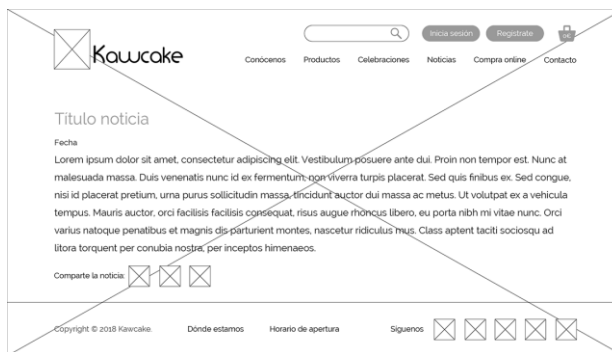 Kawcake
Inicia sesión
Regístrate
0€
Conócenos Productos Celebraciones Noticias Compra online Contacto
Título noticia
Fecha
Lorem ipsum dolor sit amet, consectetur adipiscing elit. Vestibulum posuere ante dui. Proin non tempor est. Nunc at
malesuada massa. Duis venenatis nunc id ex fermentum, non viverra turpis placerat. Sed quis finibus ex. Sed congue,
nisi id placerat pretium, urna purus sollicitudin massa, tincidunt auctor dui massa ac metus. Ut volutpat ex a vehicula
tempus. Mauris auctor, orci facilisis facilisis consequat, risus augue rhoncus libero, eu porta nibh mi vitae nunc. Orci
varius natoque penatibus et magnis dis parturient montes, nascetur ridiculus mus. Class aptent taciti sociosqu ad
litora torquent per conubia nostra, per inceptos himenaeos.
Comparte la noticia:
Copyright © 2018 Kawcake. Dónde estamos Horario de apertura Síguenos